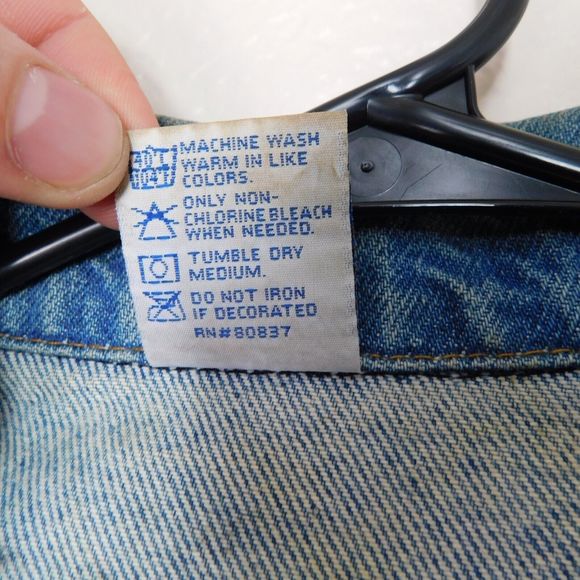 MACHINE WASH
WARM IN LIKE
COLORS.
ONLY NON-
CHLORINE BLEACH
WHEN NEEDED.
TUMBLE DRY
MEDIUM.
DO NOT IRON
IF DECORATED
RN#80837